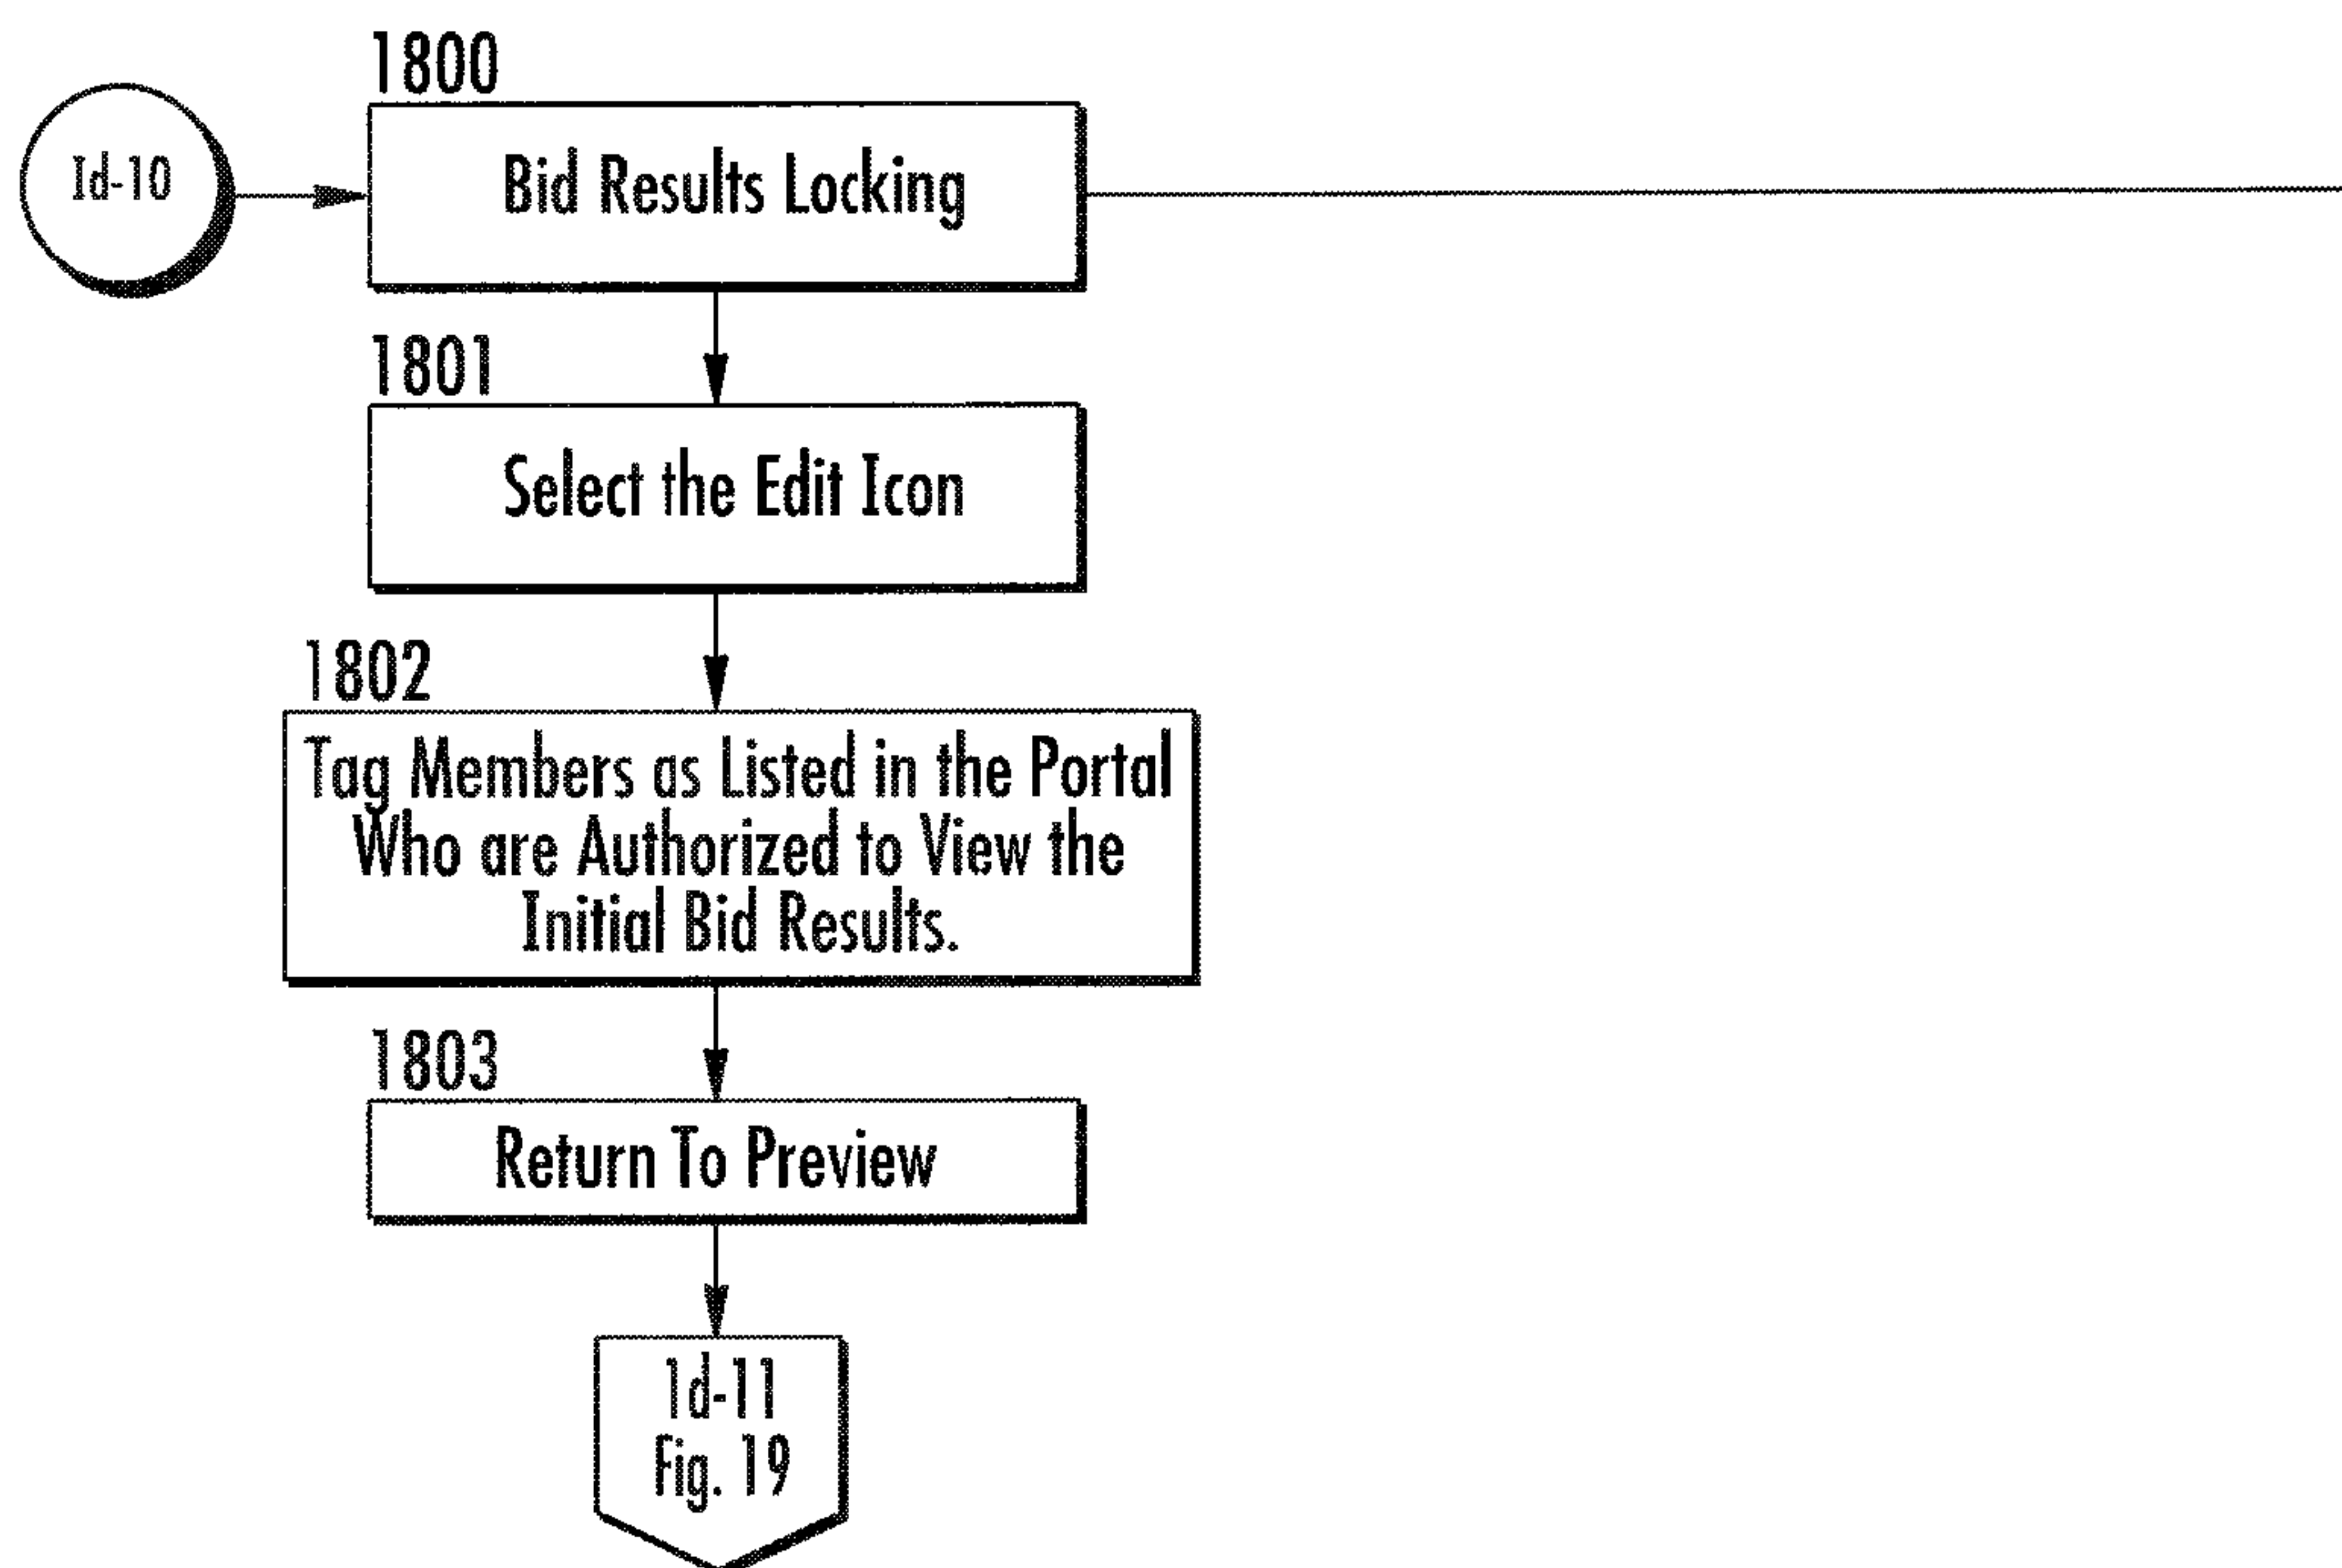 1800
Id-10
Bid Results Locking
1801
Select the Edit Icon
1802
Tag Members as Listed in the Portal
Who are Authorized to View the
Initial Bid Results.
1803
Return To Preview
1d-11
Fig. 19